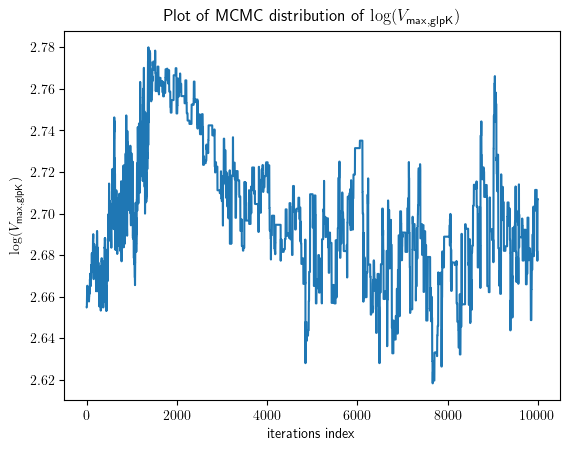 Plot of MCMC distribution of log(V_max,glpK)
log(V_max,glpK)
2.78
2.76
2.74
2.72
2.70
2.68
2.66
2.64
2.62
0 2000 4000 6000 8000 10000
iterations index